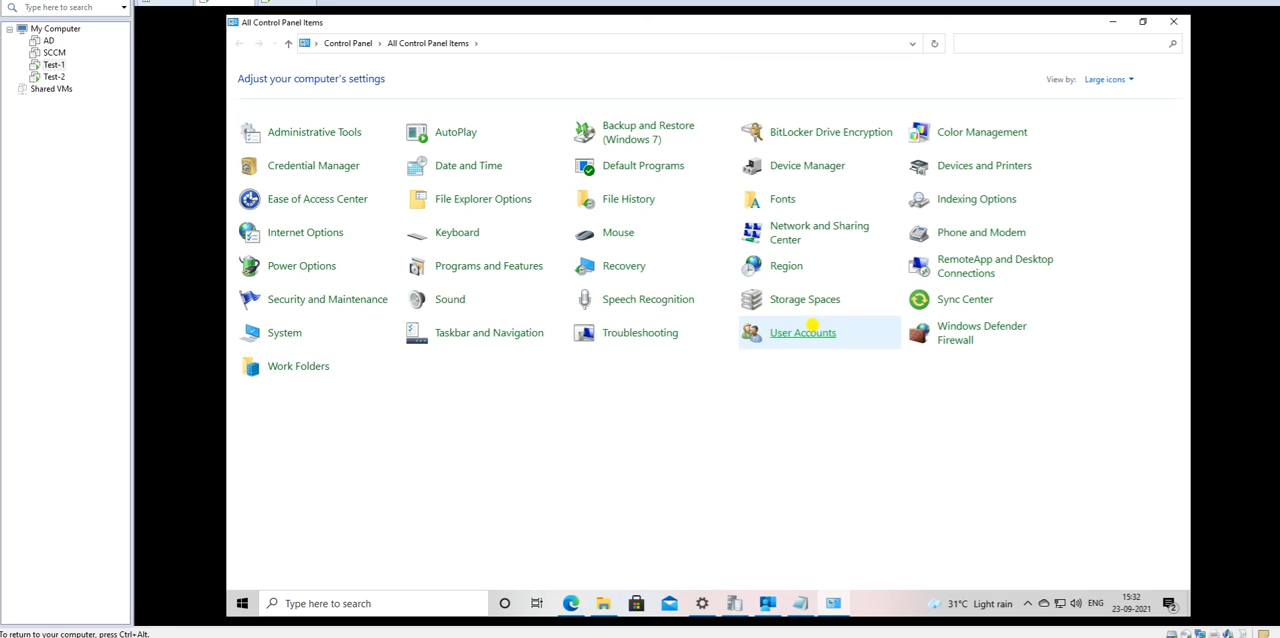 Type here to search
My Computer
AD
SCCM
Test-1
Test-2
Shared VMs
All Control Panel Items
Control Panel
All Control Panel Items
Adjust your computer's settings
View by:
Large icons
Administrative Tools
AutoPlay
Backup and Restore
(Windows 7)
BitLocker Drive Encryption
Color Management
Credential Manager
Date and Time
Default Programs
Device Manager
Devices and Printers
Ease of Access Center
File Explorer Options
File History
Fonts
Indexing Options
Internet Options
Keyboard
Mouse
Network and Sharing
Center
Phone and Modem
Power Options
Programs and Features
Recovery
Region
RemoteApp and Desktop
Connections
Security and Maintenance
Sound
Speech Recognition
Storage Spaces
Sync Center
System
Taskbar and Navigation
Troubleshooting
User Accounts
Windows Defender
Firewall
Work Folders
Type here to search
31°C Light rain
ENG
15:32
23-09-2021
2
To return to your computer, press Ctrl+Alt.